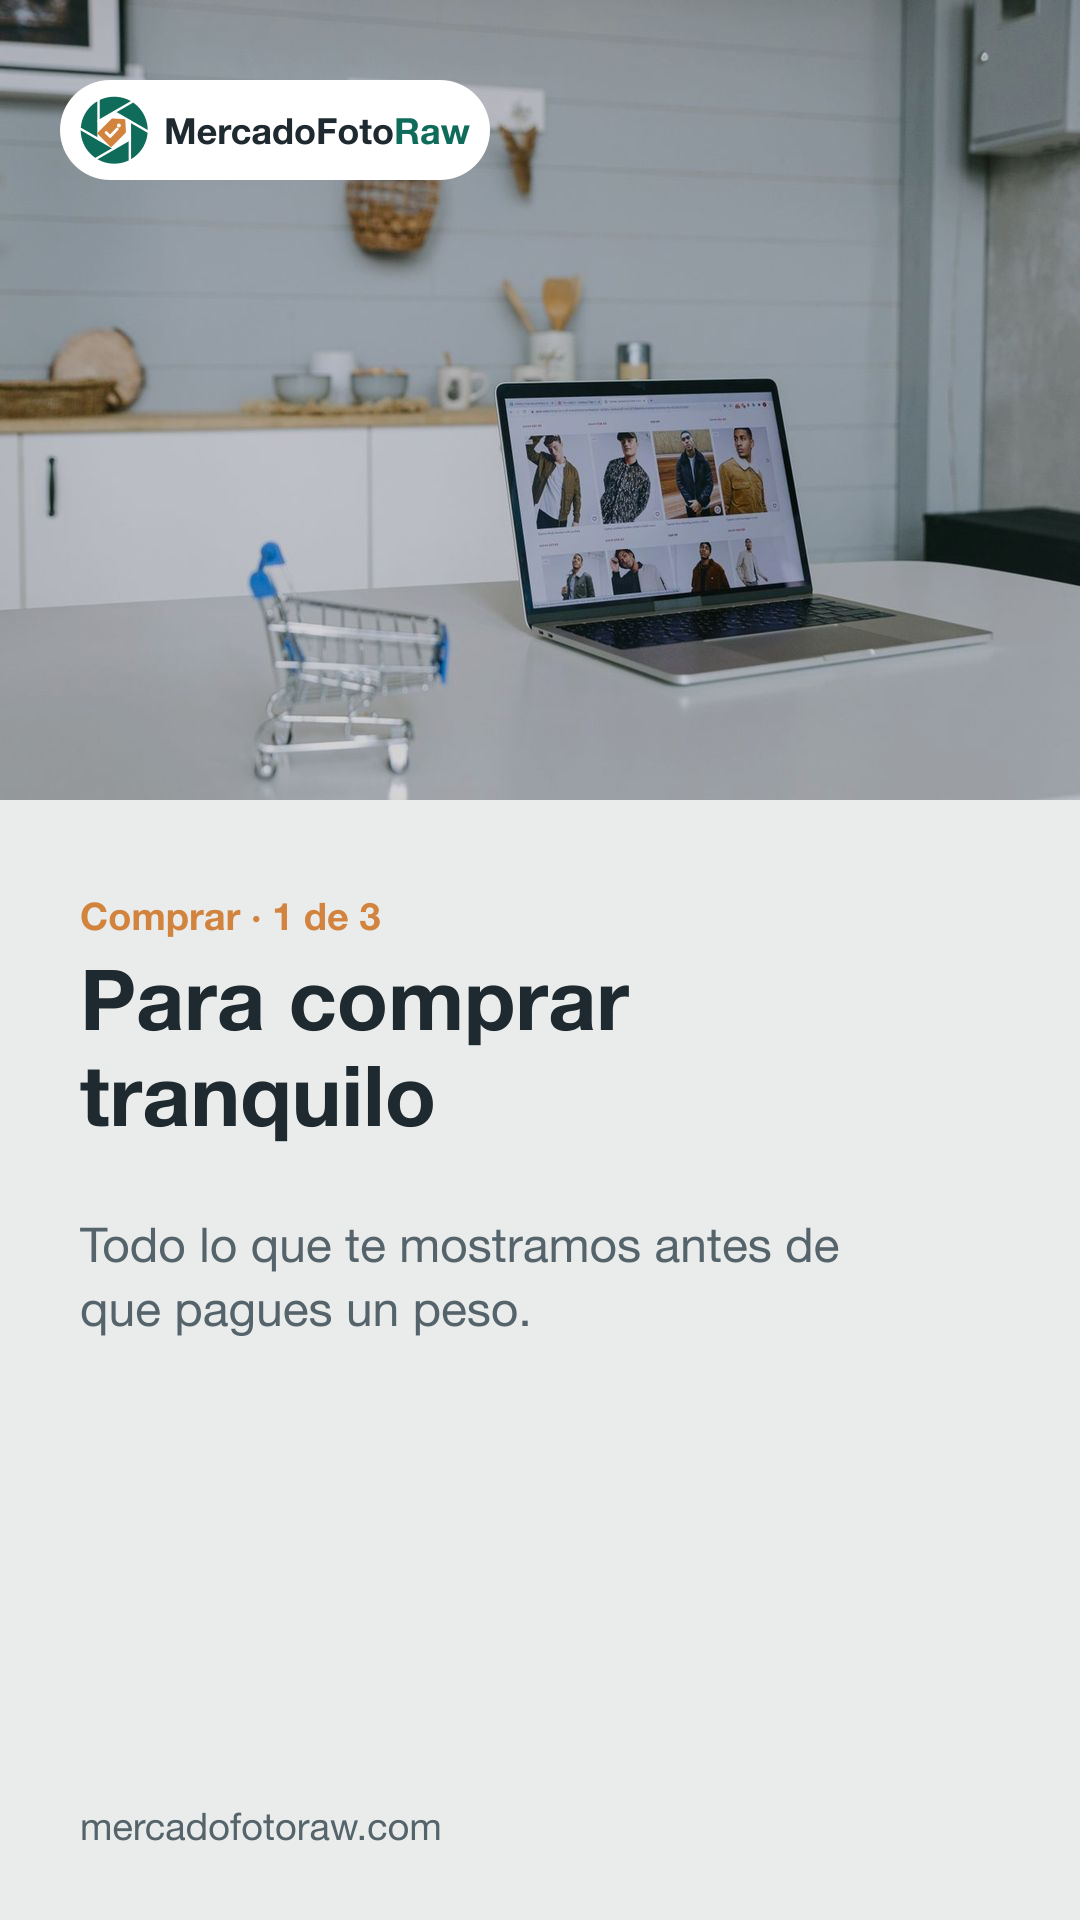 MercadoFotoRaw
Comprar · 1 de 3
Para comprar
tranquilo
Todo lo que te mostramos antes de
que pagues un peso.
mercadofotoraw.com